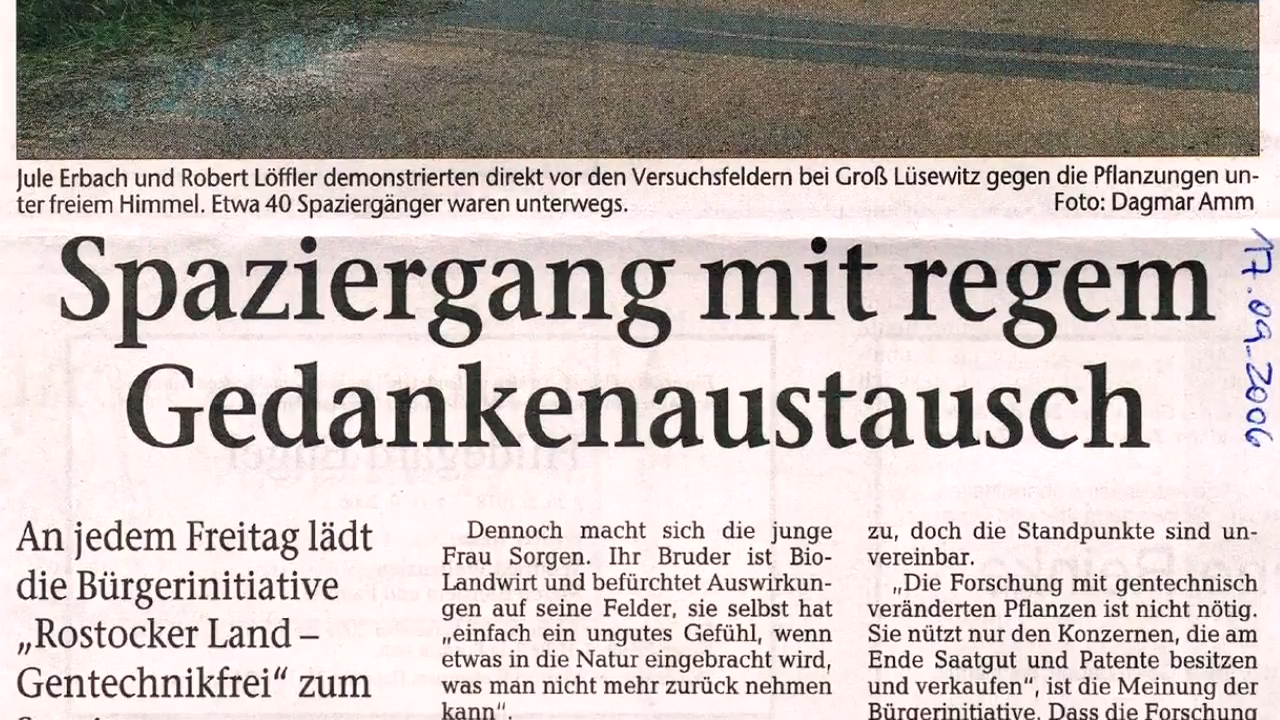 Jule Erbach und Robert Löffler demonstrierten direkt vor den Versuchsfeldern bei Groß Lüsewitz gegen die Pflanzungen un-
ter freiem Himmel. Etwa 40 Spaziergänger waren unterwegs. Foto: Dagmar Amm
Spaziergang mit regem
Gedankenaustausch
17.09.2006
An jedem Freitag lädt
die Bürgerinitiative
„Rostocker Land –
Gentechnikfrei“ zum
Dennoch macht sich die junge
Frau Sorgen. Ihr Bruder ist Bio-
Landwirt und befürchtet Auswirkun-
gen auf seine Felder, sie selbst hat
„einfach ein ungutes Gefühl, wenn
etwas in die Natur eingebracht wird,
was man nicht mehr zurück nehmen
kann“.
zu, doch die Standpunkte sind un-
vereinbar.
„Die Forschung mit gentechnisch
veränderten Pflanzen ist nicht nötig.
Sie nützt nur den Konzernen, die am
Ende Saatgut und Patente besitzen
und verkaufen“, ist die Meinung der
Bürgerinitiative. Dass die Forschung